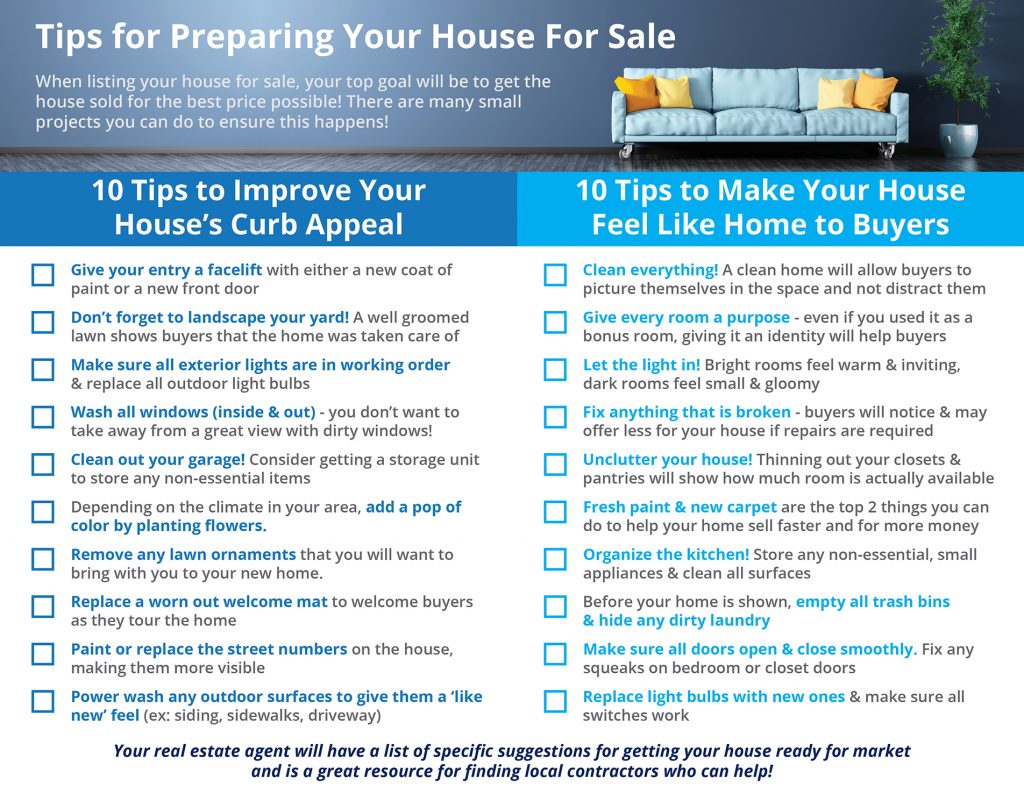 Tips for Preparing Your House For Sale
When listing your house for sale, your top goal will be to get the
house sold for the best price possible! There are many small
projects you can do to ensure this happens!
10 Tips to Improve Your
House’s Curb Appeal
Give your entry a facelift with either a new coat of
paint or a new front door
Don’t forget to landscape your yard! A well groomed
lawn shows buyers that the home was taken care of
Make sure all exterior lights are in working order
& replace all outdoor light bulbs
Wash all windows (inside & out) - you don’t want to
take away from a great view with dirty windows!
Clean out your garage! Consider getting a storage unit
to store any non-essential items
Depending on the climate in your area, add a pop of
color by planting flowers.
Remove any lawn ornaments that you will want to
bring with you to your new home.
Replace a worn out welcome mat to welcome buyers
as they tour the home
Paint or replace the street numbers on the house,
making them more visible
Power wash any outdoor surfaces to give them a ‘like
new’ feel (ex: siding, sidewalks, driveway)
10 Tips to Make Your House
Feel Like Home to Buyers
Clean everything! A clean home will allow buyers to
picture themselves in the space and not distract them
Give every room a purpose - even if you used it as a
bonus room, giving it an identity will help buyers
Let the light in! Bright rooms feel warm & inviting,
dark rooms feel small & gloomy
Fix anything that is broken - buyers will notice & may
offer less for your house if repairs are required
Unclutter your house! Thinning out your closets &
pantries will show how much room is actually available
Fresh paint & new carpet are the top 2 things you can
do to help your home sell faster and for more money
Organize the kitchen! Store any non-essential, small
appliances & clean all surfaces
Before your home is shown, empty all trash bins
& hide any dirty laundry
Make sure all doors open & close smoothly. Fix any
squeaks on bedroom or closet doors
Replace light bulbs with new ones & make sure all
switches work
Your real estate agent will have a list of specific suggestions for getting your house ready for market
and is a great resource for finding local contractors who can help!